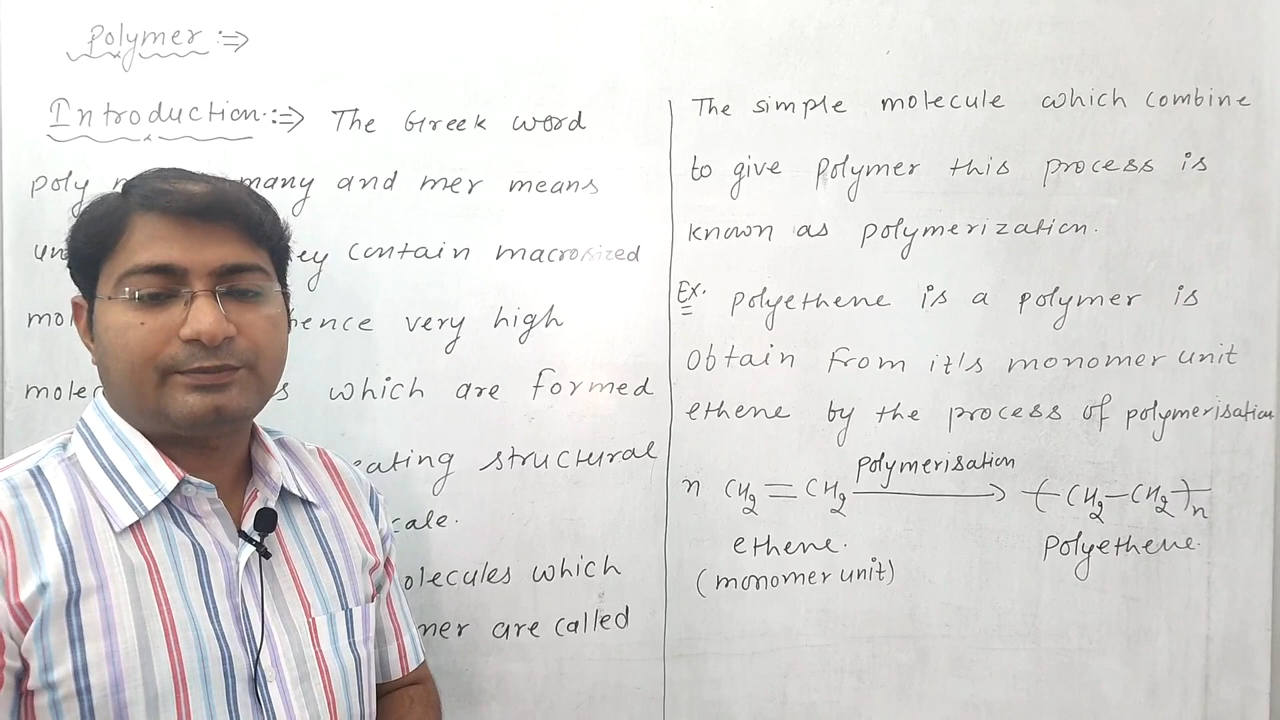 Polymer :⇒
Introduction :⇒ The Greek word
poly many and mer means
contain macrosized
hence very high
which are formed
structural
molecules which
are called
The simple molecule which combine
to give polymer this process is
known as polymerization.
Ex. polyethene is a polymer is
obtain from it's monomer unit
ethene by the process of polymerisation
n CH₂=CH₂ polymerisation → -(CH₂-CH₂)-n
ethene. polyethene.
(monomer unit)